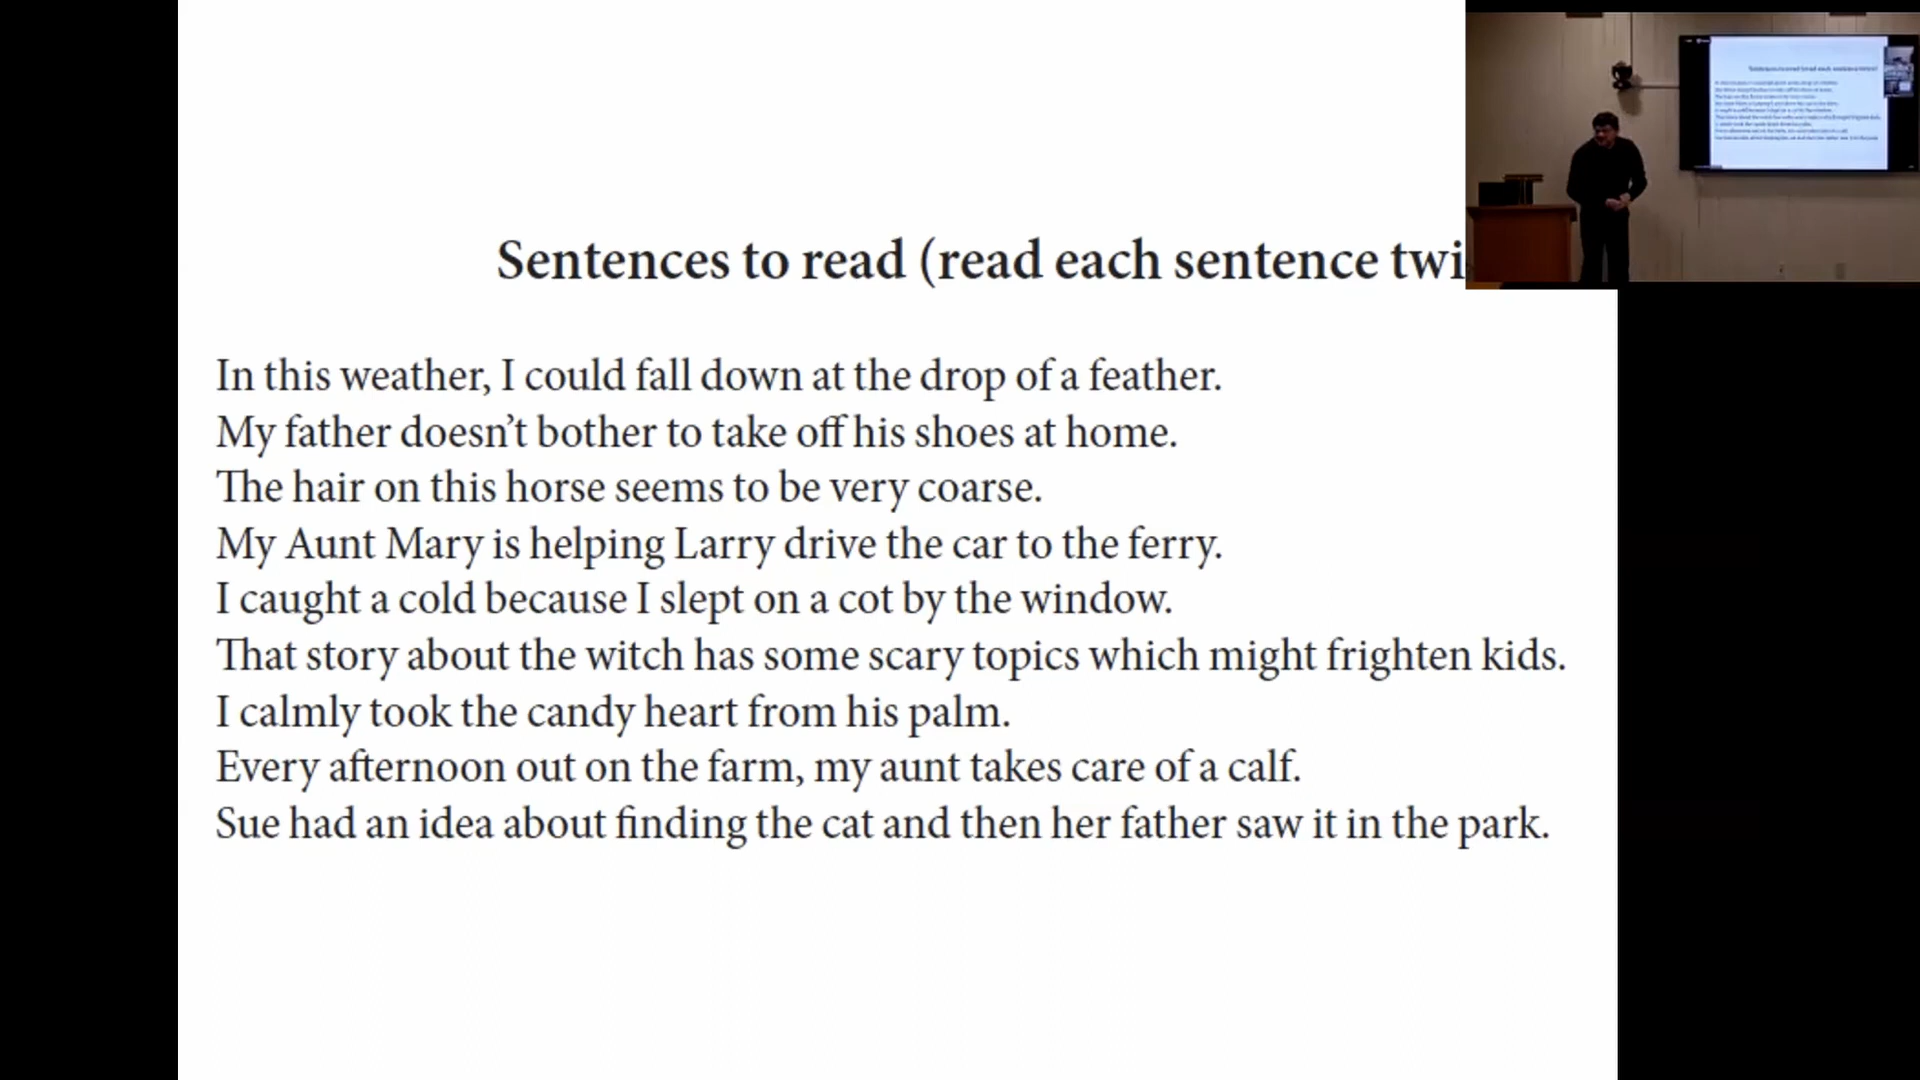 Sentences to read (read each sentence twi
In this weather, I could fall down at the drop of a feather.
My father doesn’t bother to take off his shoes at home.
The hair on this horse seems to be very coarse.
My Aunt Mary is helping Larry drive the car to the ferry.
I caught a cold because I slept on a cot by the window.
That story about the witch has some scary topics which might frighten kids.
I calmly took the candy heart from his palm.
Every afternoon out on the farm, my aunt takes care of a calf.
Sue had an idea about finding the cat and then her father saw it in the park.